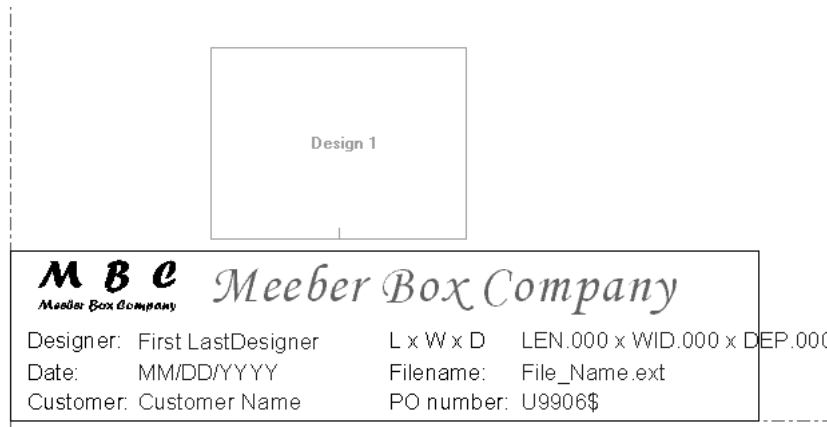 Design 1
M B C
Meeber Box Company
Meeber Box Company
Designer: First LastDesigner L x W x D LEN.000 x WID.000 x DEP.000
Date: MM/DD/YYYY Filename: File_Name.ext
Customer: Customer Name PO number: U9906$